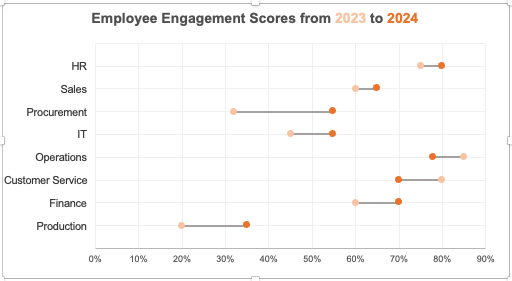 Employee Engagement Scores from 2023 to 2024
HR
Sales
Procurement
IT
Operations
Customer Service
Finance
Production
0% 10% 20% 30% 40% 50% 60% 70% 80% 90%